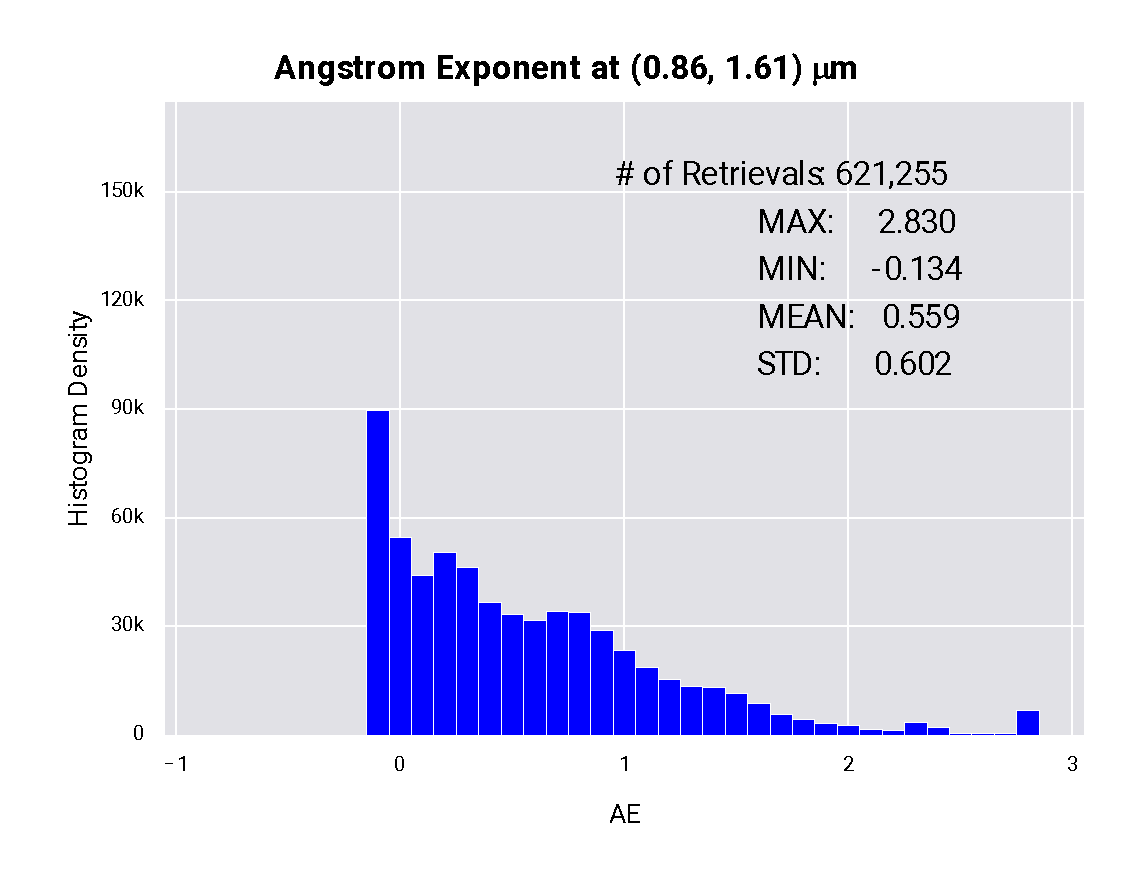 Angstrom Exponent at (0.86, 1.61) μm
# of Retrievals: 621,255
MAX: 2.830
MIN: -0.134
MEAN: 0.559
STD: 0.602
Histogram Density
150k
120k
90k
60k
30k
0
−1 0 1 2 3
AE